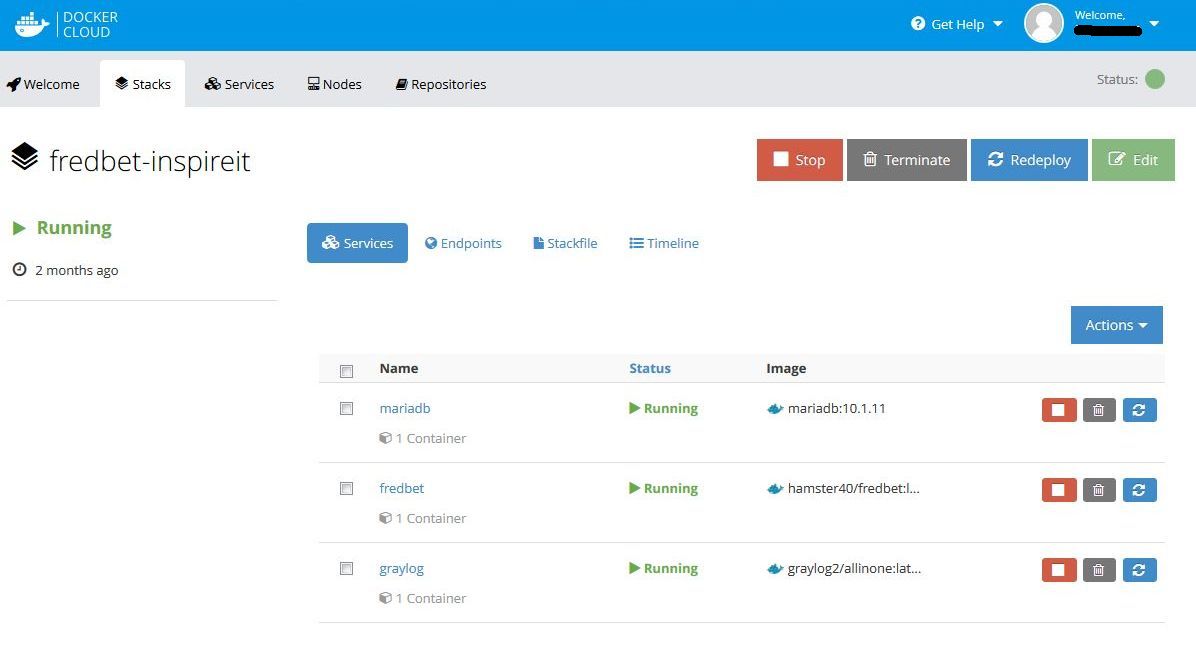 DOCKER
CLOUD
Get Help
Welcome,
Welcome Stacks Services Nodes Repositories
Status:
fredbet-inspireit
Stop Terminate Redeploy Edit
Running
2 months ago
Services Endpoints Stackfile Timeline
Actions
Name Status Image
mariadb Running mariadb:10.1.11
1 Container
fredbet Running hamster40/fredbet:l...
1 Container
graylog Running graylog2/allinone:lat...
1 Container